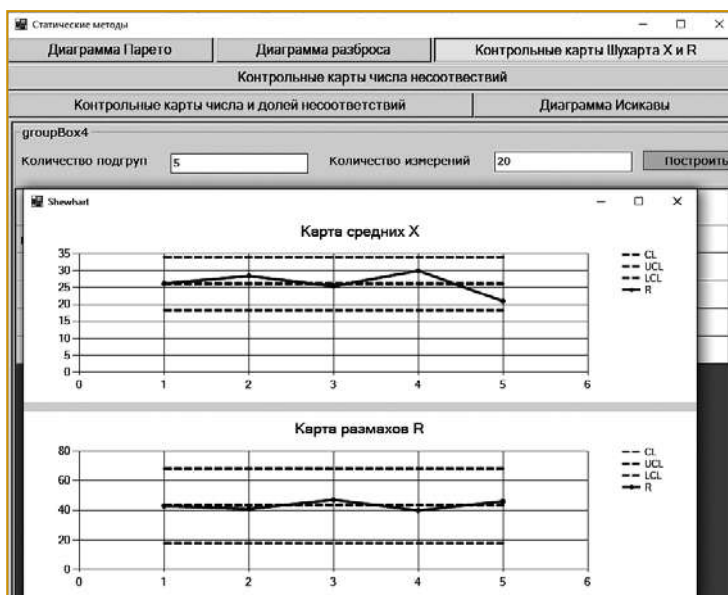 Статические методы
Диаграмма Парето Диаграмма разброса Контрольные карты Шухарта X и R
Контрольные карты числа несоотвествий
Контрольные карты числа и долей несоответствий Диаграмма Исикавы
groupBox4
Количество подгруп 5 Количество измерений 20 Построить
Shewhart
Карта средних X
35
30
25
20
15
10
5
0
0 1 2 3 4 5 6
CL
UCL
LCL
R
Карта размахов R
80
60
40
20
0
0 1 2 3 4 5 6
CL
UCL
LCL
R